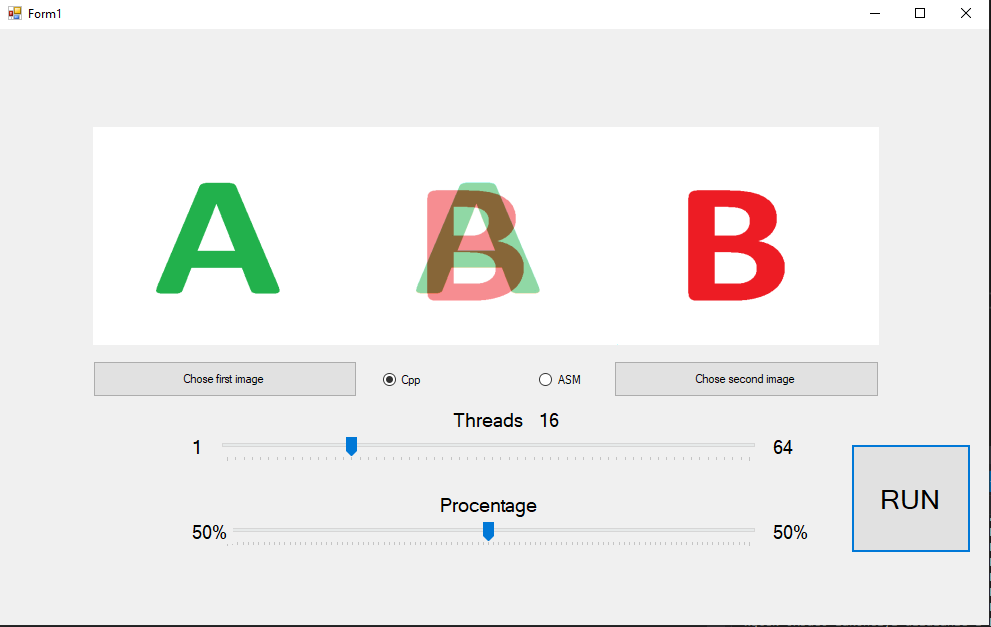 Form1
A B A B
Chose first image Cpp ASM Chose second image
Threads 16
1 64
Procentage
50% 50%
RUN